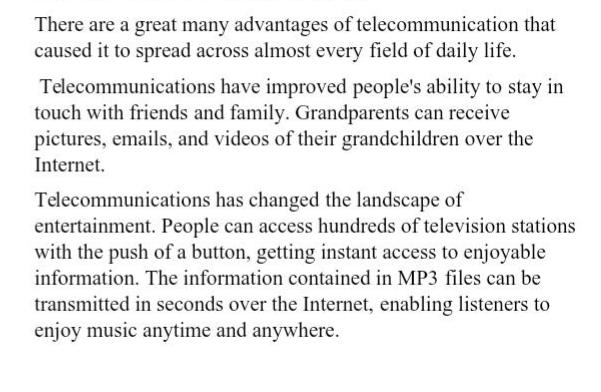 There are a great many advantages of telecommunication that
caused it to spread across almost every field of daily life.
Telecommunications have improved people's ability to stay in
touch with friends and family. Grandparents can receive
pictures, emails, and videos of their grandchildren over the
Internet.
Telecommunications has changed the landscape of
entertainment. People can access hundreds of television stations
with the push of a button, getting instant access to enjoyable
information. The information contained in MP3 files can be
transmitted in seconds over the Internet, enabling listeners to
enjoy music anytime and anywhere.